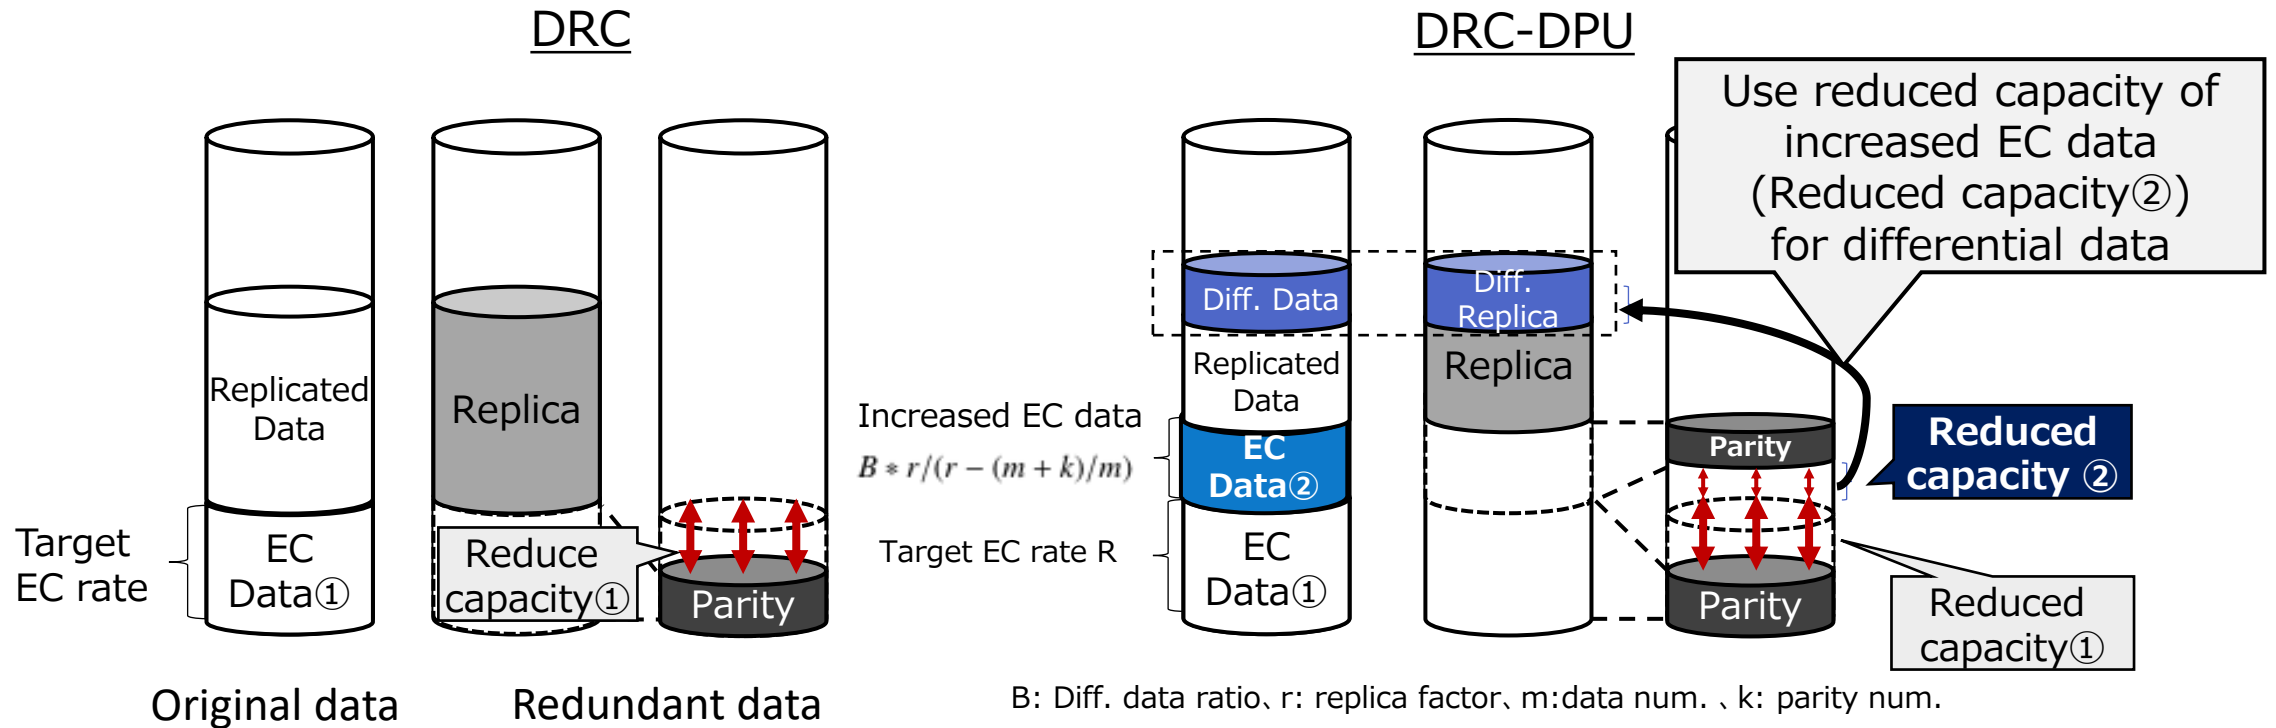 DRC
Replicated
Data
Replica
Target
EC rate
EC
Data①
Reduce
capacity①
Parity
Original data
Redundant data
DRC-DPU
Use reduced capacity of
increased EC data
(Reduced capacity②)
for differential data
Diff. Data
Diff.
Replica
Replicated
Data
Replica
Increased EC data
B * r/(r − (m + k)/m)
EC
Data②
Parity
Reduced
capacity ②
Target EC rate R
EC
Data①
Parity
Reduced
capacity①
B: Diff. data ratio、r: replica factor、m:data num. 、k: parity num.